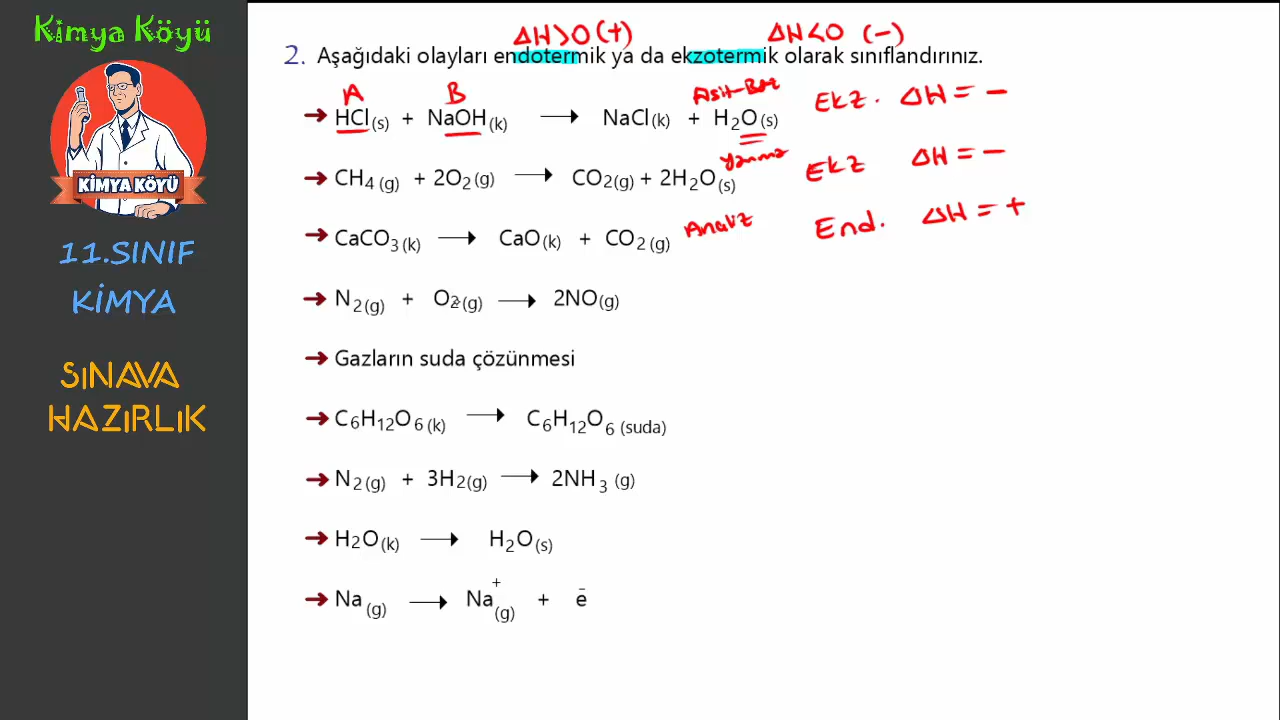 Kimya Köyü
KİMYA KÖYÜ
11.SINIF
KİMYA
SINAVA
HAZIRLIK
ΔH>0 (+) ΔH<0 (-)
2. Aşağıdaki olayları endotermik ya da ekzotermik olarak sınıflandırınız.
A B Asit-Baz
→ HCl(s) + NaOH(k) → NaCl(k) + H2O(s) Ekz. ΔH = -
yanma
→ CH4 (g) + 2O2 (g) → CO2(g) + 2H2O(s) Ekz ΔH = -
→ CaCO3 (k) → CaO(k) + CO2 (g) Analiz End. ΔH = +
→ N2 (g) + O2 (g) → 2NO(g)
→ Gazların suda çözünmesi
→ C6H12O6 (k) → C6H12O6 (suda)
→ N2 (g) + 3H2(g) → 2NH3 (g)
→ H2O(k) → H2O(s)
→ Na (g) → Na+ (g) + e-